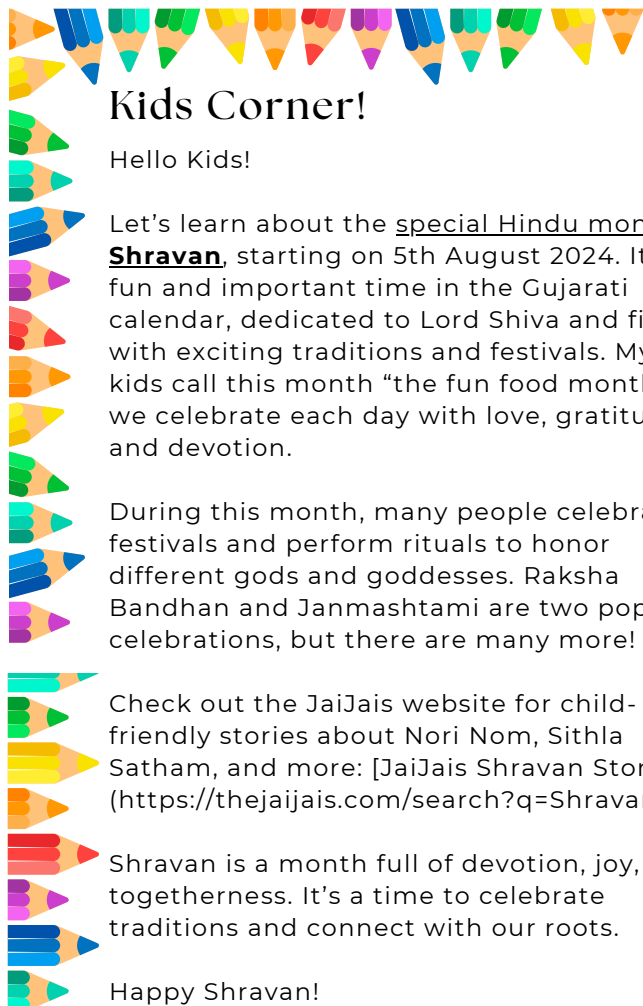 Kids Corner!
Hello Kids!
Let's learn about the special Hindu mon
Shravan, starting on 5th August 2024. It
fun and important time in the Gujarati
calendar, dedicated to Lord Shiva and fi
with exciting traditions and festivals. My
kids call this month “the fun food mont
we celebrate each day with love, gratitu
and devotion.
During this month, many people celebra
festivals and perform rituals to honor
different gods and goddesses. Raksha
Bandhan and Janmashtami are two pop
celebrations, but there are many more!
Check out the JaiJais website for child-
friendly stories about Nori Nom, Sithla
Satham, and more: [JaiJais Shravan Stor
(https://thejaijais.com/search?q=Shrava
Shravan is a month full of devotion, joy,
togetherness. It's a time to celebrate
traditions and connect with our roots.
Happy Shravan!